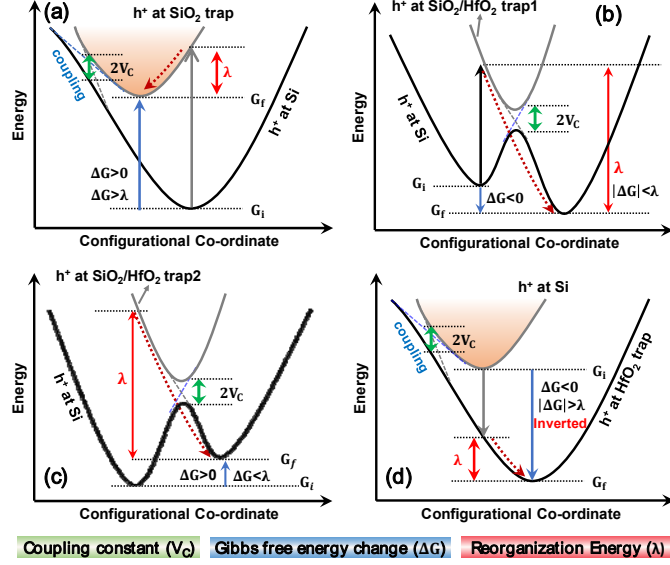 (a)
h⁺ at SiO₂ trap
2V_C
coupling
λ
G_f
h⁺ at Si
ΔG>0
ΔG>λ
G_i
Energy
Configurational Co-ordinate
h⁺ at SiO₂/HfO₂ trap1
(b)
h⁺ at Si
2V_C
λ
|ΔG|<λ
G_i
ΔG<0
G_f
Energy
Configurational Co-ordinate
h⁺ at SiO₂/HfO₂ trap2
λ
h⁺ at Si
2V_C
G_f
ΔG>0
ΔG<λ
G_i
(c)
Energy
Configurational Co-ordinate
h⁺ at Si
2V_C
coupling
G_i
ΔG<0
|ΔG|>λ
Inverted
h⁺ at HfO₂ trap
λ
G_f
(d)
Energy
Configurational Co-ordinate
Coupling constant (V_C)
Gibbs free energy change (ΔG)
Reorganization Energy (λ)